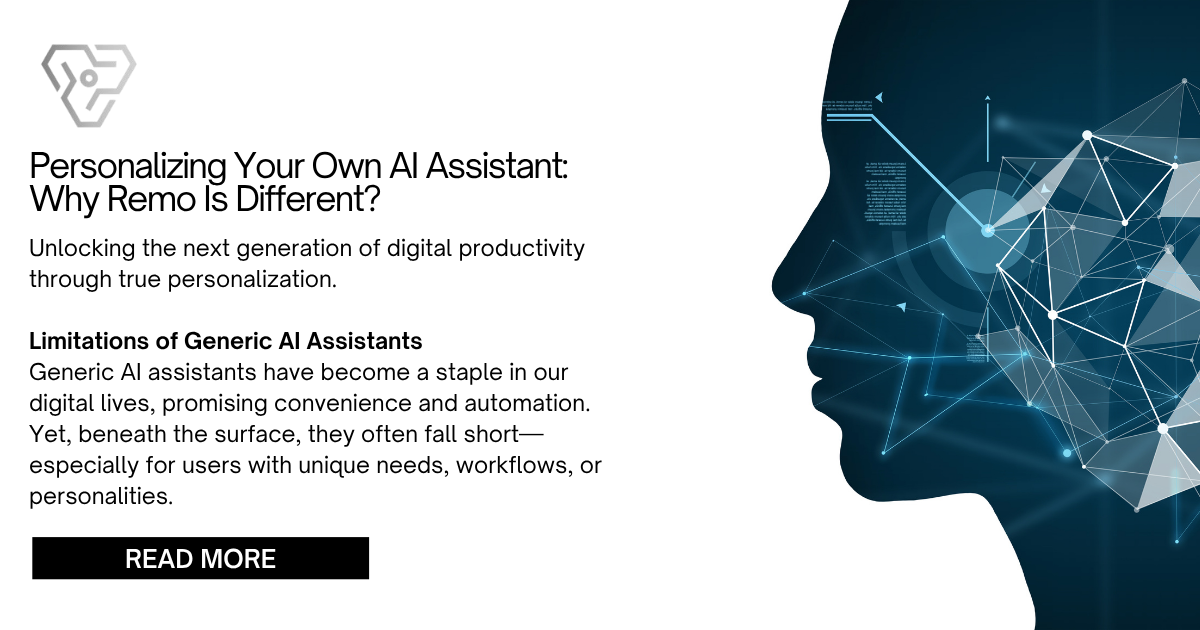 Personalizing Your Own AI Assistant:
Why Remo Is Different?
Unlocking the next generation of digital productivity
through true personalization.
Limitations of Generic AI Assistants
Generic AI assistants have become a staple in our
digital lives, promising convenience and automation.
Yet, beneath the surface, they often fall short—
especially for users with unique needs, workflows, or
personalities.
READ MORE